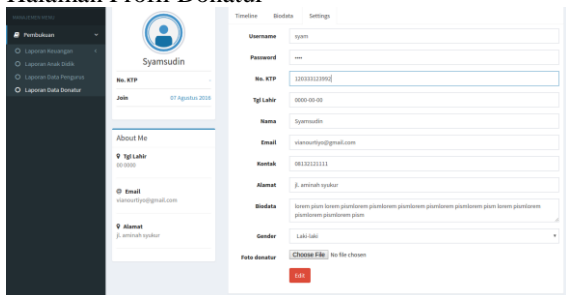 Halaman Profil Donatur
MANAJEMEN MENU
Pembukuan
Laporan Keuangan
Laporan Anak Didik
Laporan Data Pengurus
Laporan Data Donatur
Syamsudin
No. KTP -
Join 07 Agustus 2018
About Me
Tgl Lahir
00 0000
Email
viansurtiyo@gmail.com
Alamat
jl. aminah syukur
Timeline Biodata Settings
Username syam
Password ••••
No. KTP
Tgl Lahir 0000-00-00
Nama Syamsudin
Email viansurtiyo@gmail.com
Kontak
Alamat jl. aminah syukur
Biodata lorem pism lorem pismlorem pismlorem pismlorem pismlorem pismlorem pism lorem pismlorem
pismlorem pismlorem pism
Gender Laki-laki
Foto donatur Choose File No file chosen
Edit